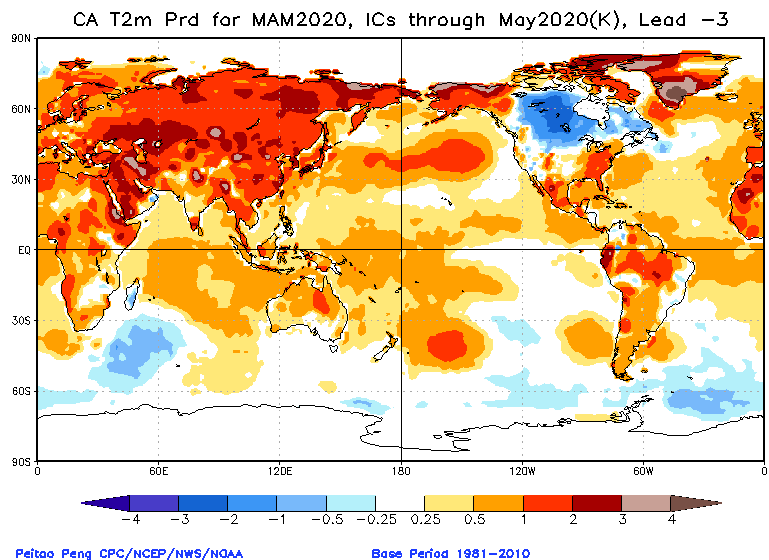 CA T2m Prd for MAM2020, ICs through May2020(K), Lead -3
90N
60N
30N
EQ
30S
60S
90S
0 60E 120E 180 120W 60W 0
-4 -3 -2 -1 -0.5 -0.25 0.25 0.5 1 2 3 4
Peitao Peng CPC/NCEP/NWS/NOAA Base Period 1981-2010